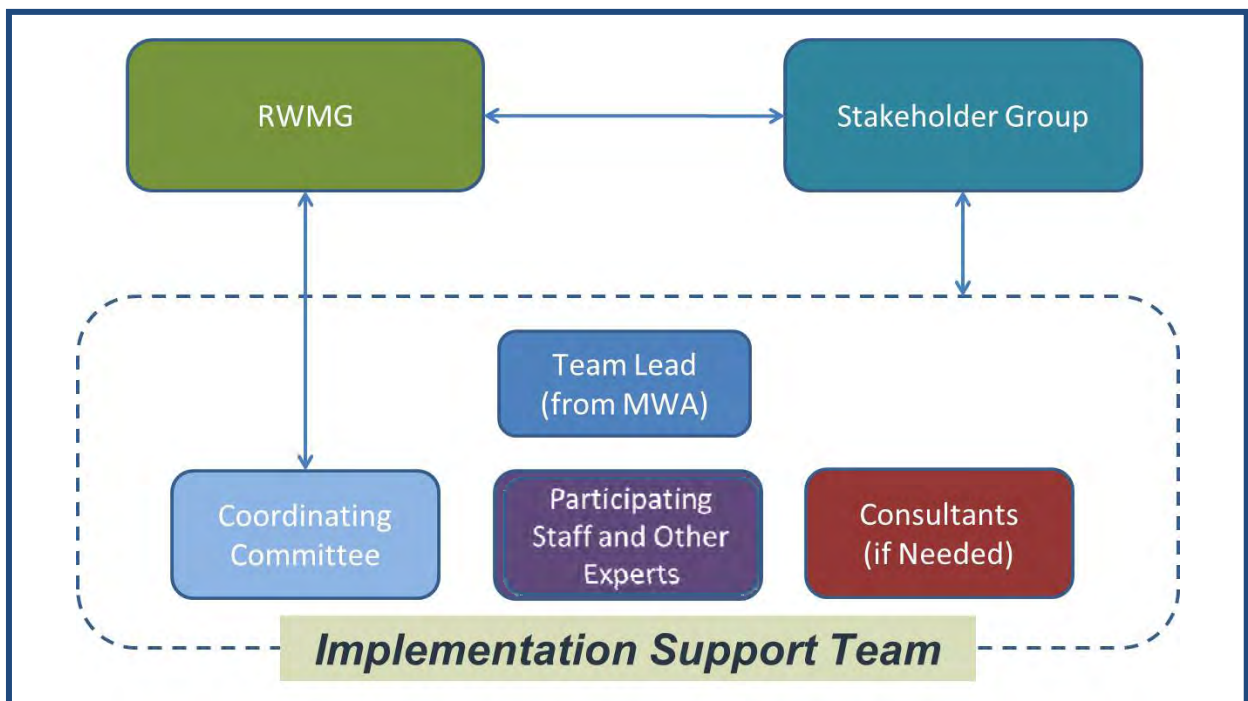 RWMG
Stakeholder Group
Team Lead
(from MWA)
Coordinating
Committee
Participating
Staff and Other
Experts
Consultants
(if Needed)
Implementation Support Team